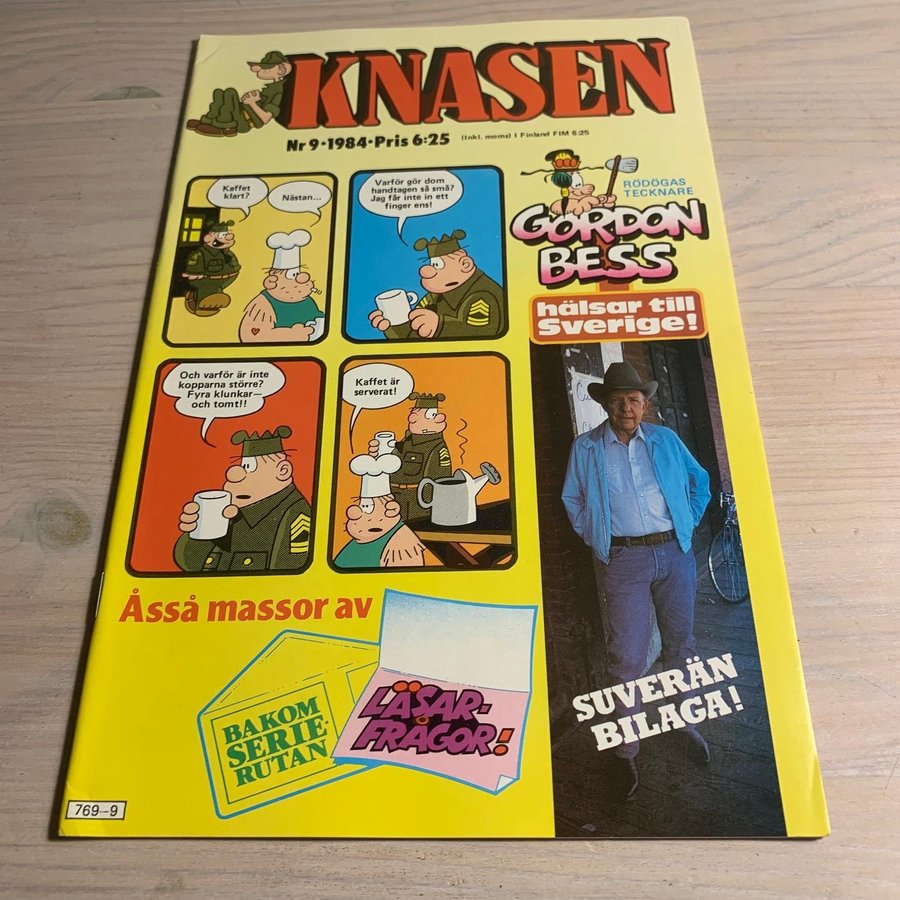 KNASEN
Nr 9•1984•Pris 6:25 (Inkl. moms) I Finland FIM 6:25
Kaffet
klart?
Nästan...
Varför gör dom
handtagen så små?
Jag får inte in ett
finger ens!
Och varför är inte
kopparna större?
Fyra klunkar—
och tomt!!
Kaffet är
serverat!
RÖDÖGAS
TECKNARE
GORDON
BESS
hälsar till
Sverige!
SUVERÄN
BILAGA!
Åsså massor av
BAKOM
SERIE-
RUTAN
LÄSAR-
FRÅGOR!
769—9